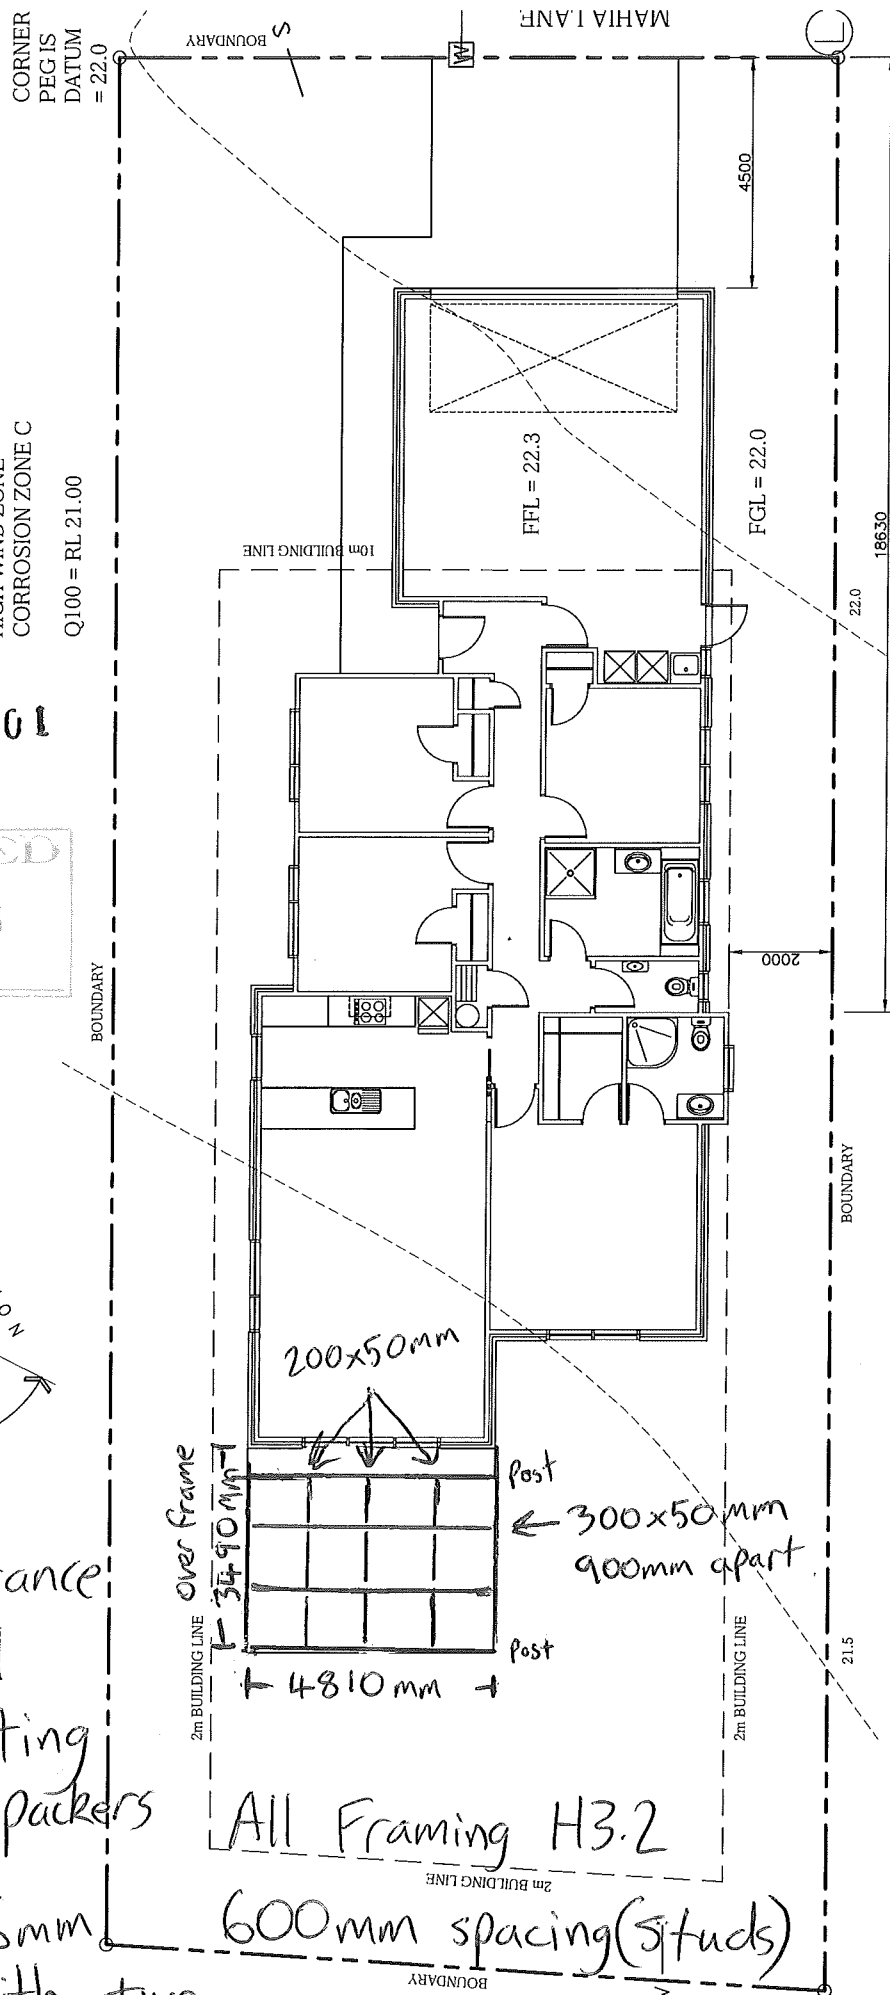 CORNER
PEG IS
DATUM
= 22.0
BOUNDARY
S
W
MAHIA LANE
L
4500
CORROSION ZONE C
Q100 = RL 21.00
10m BUILDING LINE
FFL = 22.3
FGL = 22.0
18630
22.0
01
ED
BOUNDARY
2000
BOUNDARY
N
200x50mm
over frame
3490mm
Post
300x50mm
900mm apart
Post
4810mm
2m BUILDING LINE
2m BUILDING LINE
21.5
packers
All Framing H3.2
2m BUILDING LINE
600mm spacing (studs)
BOUNDARY